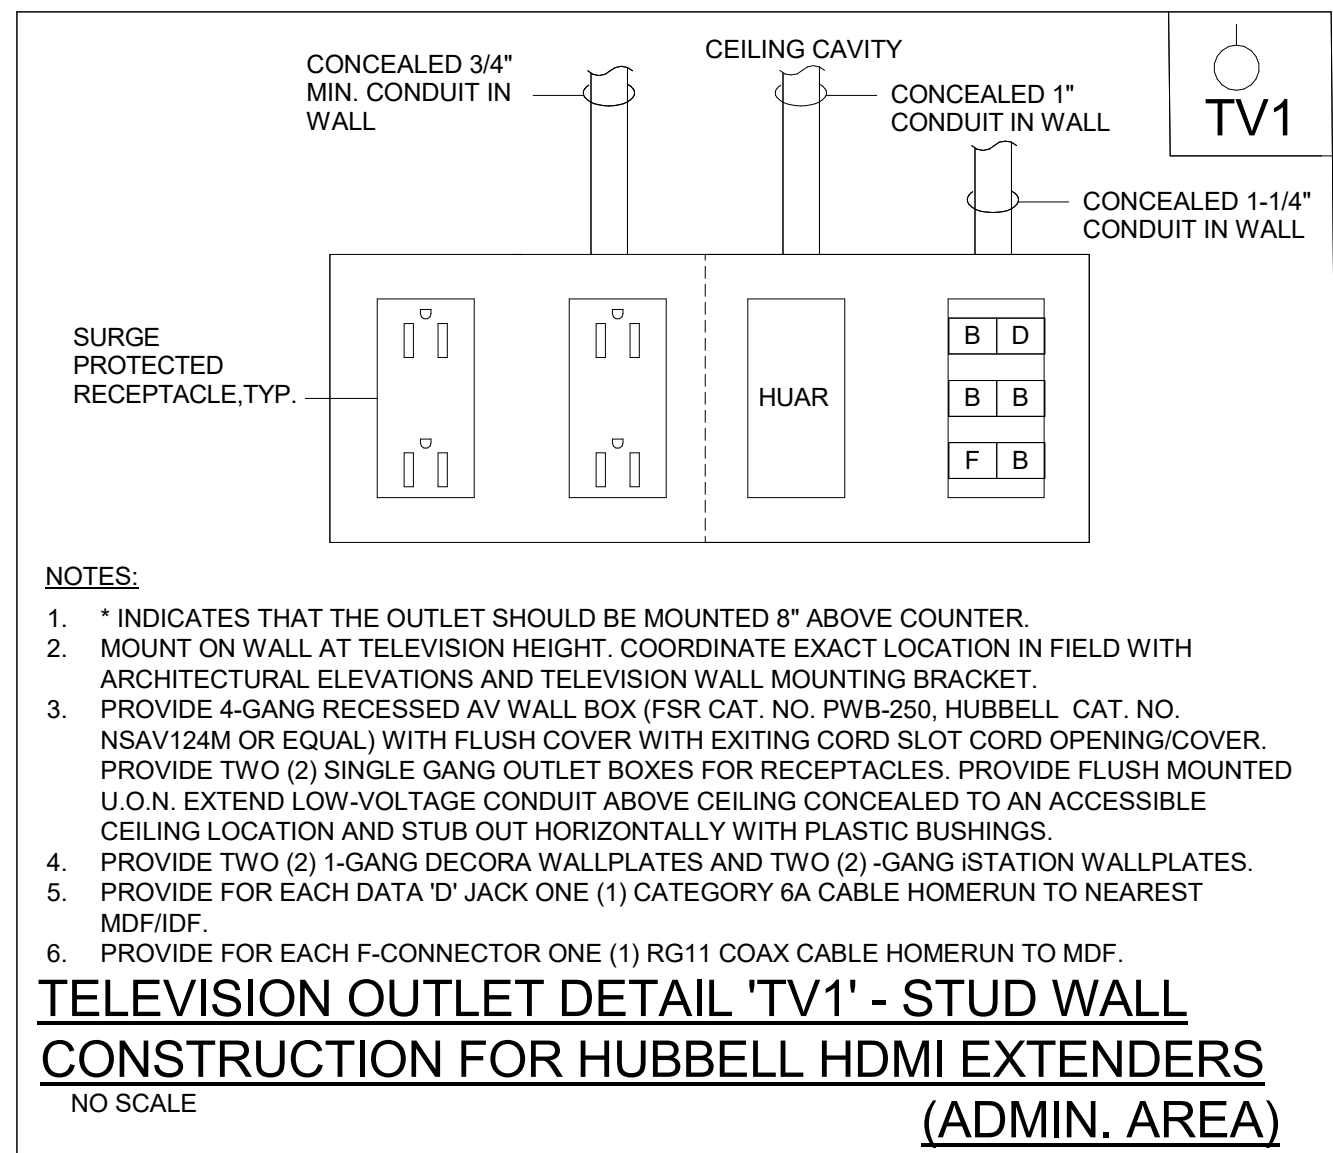 CONCEALED 3/4"
MIN. CONDUIT IN
WALL
CEILING CAVITY
CONCEALED 1"
CONDUIT IN WALL
TV1
CONCEALED 1-1/4"
CONDUIT IN WALL
SURGE
PROTECTED
RECEPTACLE,TYP.
HUAR
B D
B B
F B
NOTES:
1. * INDICATES THAT THE OUTLET SHOULD BE MOUNTED 8" ABOVE COUNTER.
2. MOUNT ON WALL AT TELEVISION HEIGHT. COORDINATE EXACT LOCATION IN FIELD WITH
ARCHITECTURAL ELEVATIONS AND TELEVISION WALL MOUNTING BRACKET.
3. PROVIDE 4-GANG RECESSED AV WALL BOX (FSR CAT. NO. PWB-250, HUBBELL CAT. NO.
NSAV124M OR EQUAL) WITH FLUSH COVER WITH EXITING CORD SLOT CORD OPENING/COVER.
PROVIDE TWO (2) SINGLE GANG OUTLET BOXES FOR RECEPTACLES. PROVIDE FLUSH MOUNTED
U.O.N. EXTEND LOW-VOLTAGE CONDUIT ABOVE CEILING CONCEALED TO AN ACCESSIBLE
CEILING LOCATION AND STUB OUT HORIZONTALLY WITH PLASTIC BUSHINGS.
4. PROVIDE TWO (2) 1-GANG DECORA WALLPLATES AND TWO (2) -GANG iSTATION WALLPLATES.
5. PROVIDE FOR EACH DATA 'D' JACK ONE (1) CATEGORY 6A CABLE HOMERUN TO NEAREST
MDF/IDF.
6. PROVIDE FOR EACH F-CONNECTOR ONE (1) RG11 COAX CABLE HOMERUN TO MDF.
TELEVISION OUTLET DETAIL 'TV1' - STUD WALL
CONSTRUCTION FOR HUBBELL HDMI EXTENDERS
NO SCALE
(ADMIN. AREA)